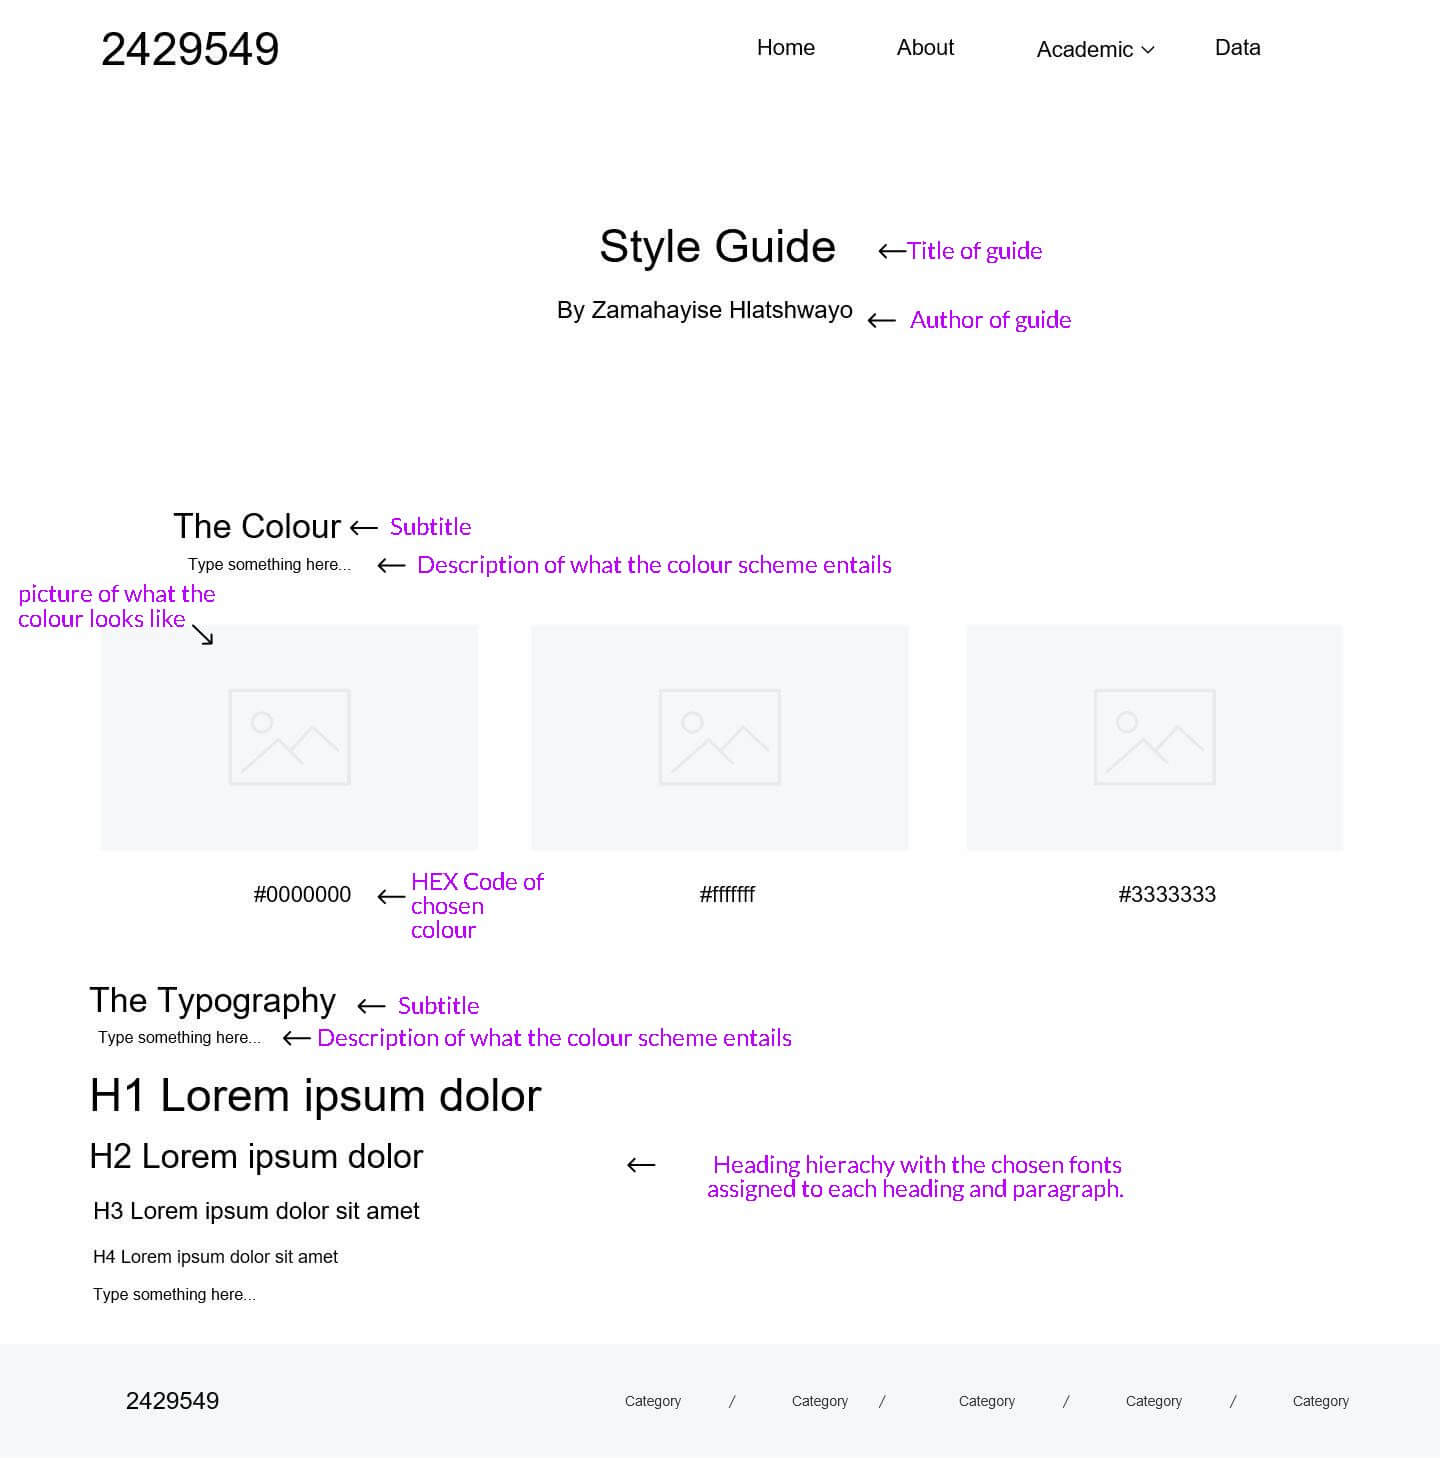 2429549
Home
About
Academic
Data
Style Guide
Title of guide
By Zamahayise Hlatshwayo
Author of guide
The Colour
Subtitle
Type something here...
Description of what the colour scheme entails
picture of what the
colour looks like
#0000000
HEX Code of
chosen
colour
#fffffff
#3333333
The Typography
Subtitle
Type something here...
Description of what the colour scheme entails
H1 Lorem ipsum dolor
H2 Lorem ipsum dolor
Heading hierachy with the chosen fonts
assigned to each heading and paragraph.
H3 Lorem ipsum dolor sit amet
H4 Lorem ipsum dolor sit amet
Type something here...
2429549
Category / Category / Category / Category / Category